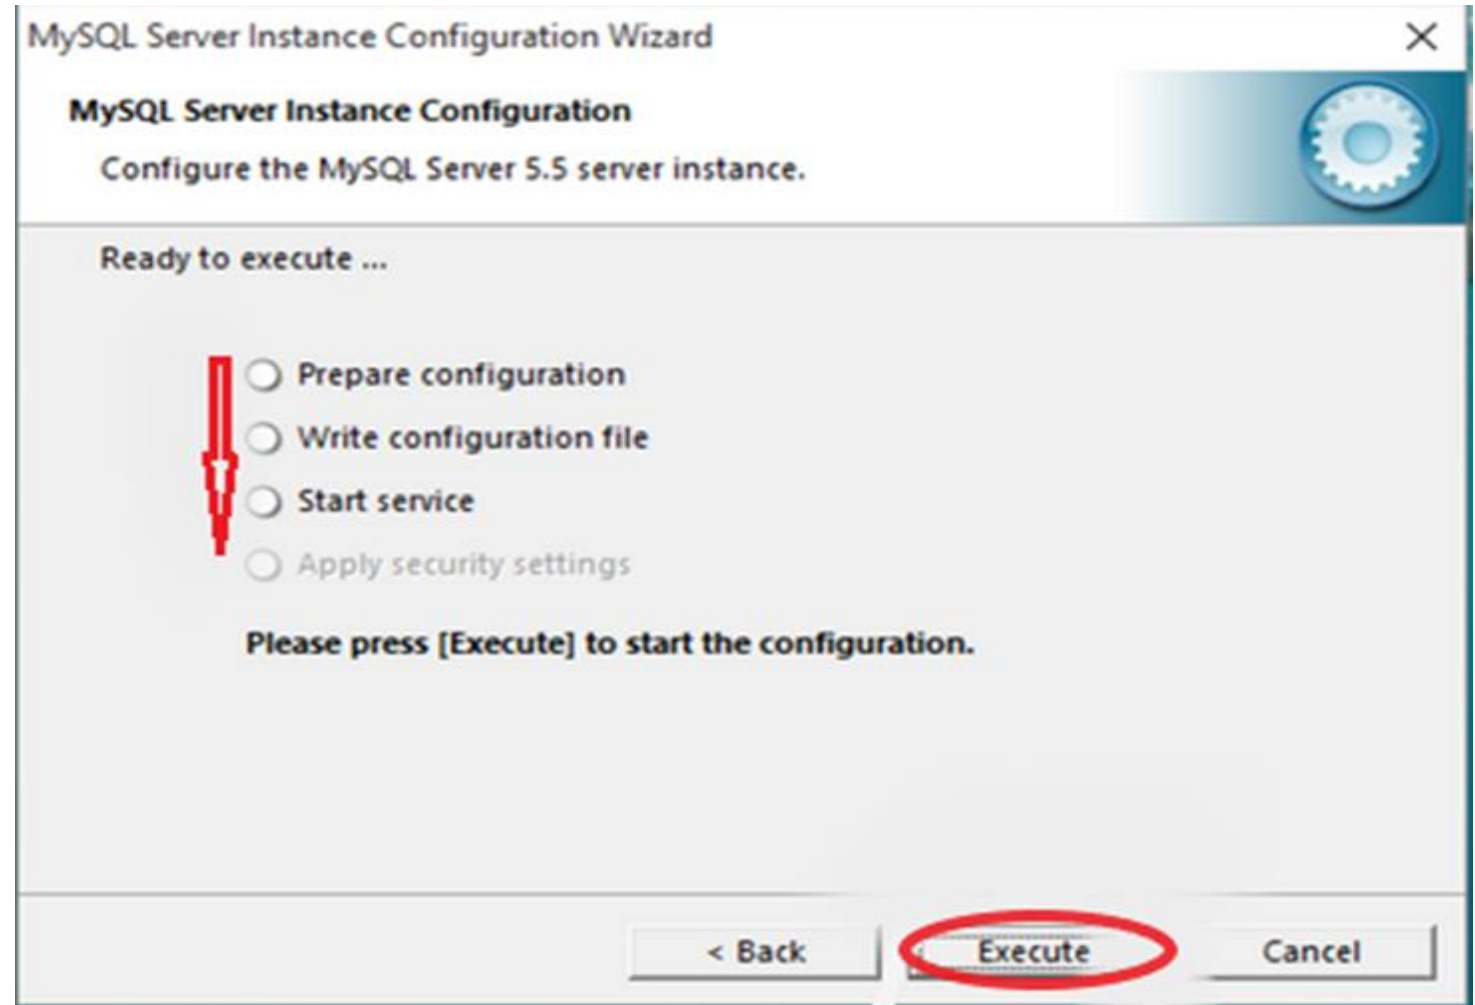 MySQL Server Instance Configuration Wizard
MySQL Server Instance Configuration
Configure the MySQL Server 5.5 server instance.
Ready to execute ...
Prepare configuration
Write configuration file
Start service
Apply security settings
Please press [Execute] to start the configuration.
< Back Execute Cancel